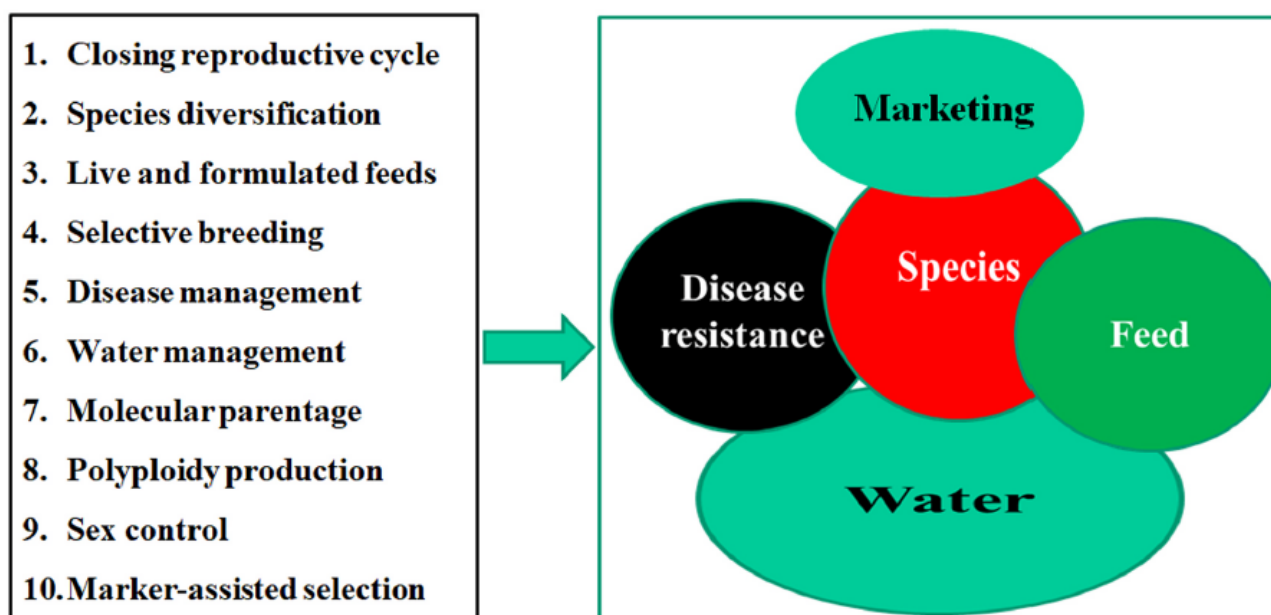 1. Closing reproductive cycle
2. Species diversification
3. Live and formulated feeds
4. Selective breeding
5. Disease management
6. Water management
7. Molecular parentage
8. Polyploidy production
9. Sex control
10. Marker-assisted selection
Marketing
Species
Disease
resistance
Feed
Water